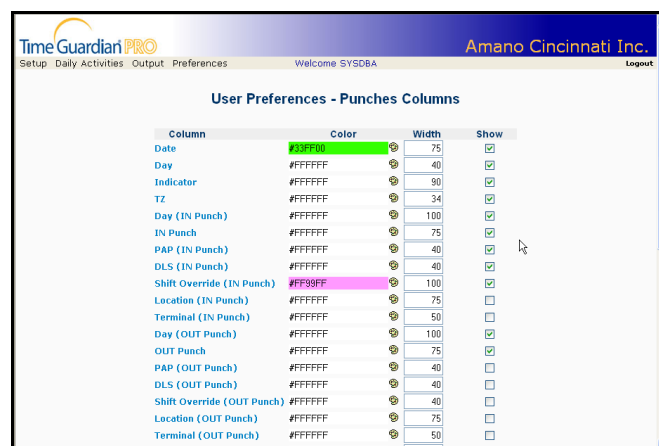 Time Guardian PRO
Amano Cincinnati Inc.
Setup Daily Activities Output Preferences Welcome SYSDBA Logout
User Preferences - Punches Columns
Column Color Width Show
Date #33FF00 75
Day #FFFFFF 40
Indicator #FFFFFF 90
TZ #FFFFFF 34
Day (IN Punch) #FFFFFF 100
IN Punch #FFFFFF 75
PAP (IN Punch) #FFFFFF 40
DLS (IN Punch) #FFFFFF 40
Shift Override (IN Punch) #FF99FF 100
Location (IN Punch) #FFFFFF 75
Terminal (IN Punch) #FFFFFF 50
Day (OUT Punch) #FFFFFF 100
OUT Punch #FFFFFF 75
PAP (OUT Punch) #FFFFFF 40
DLS (OUT Punch) #FFFFFF 40
Shift Override (OUT Punch) #FFFFFF 40
Location (OUT Punch) #FFFFFF 75
Terminal (OUT Punch) #FFFFFF 50